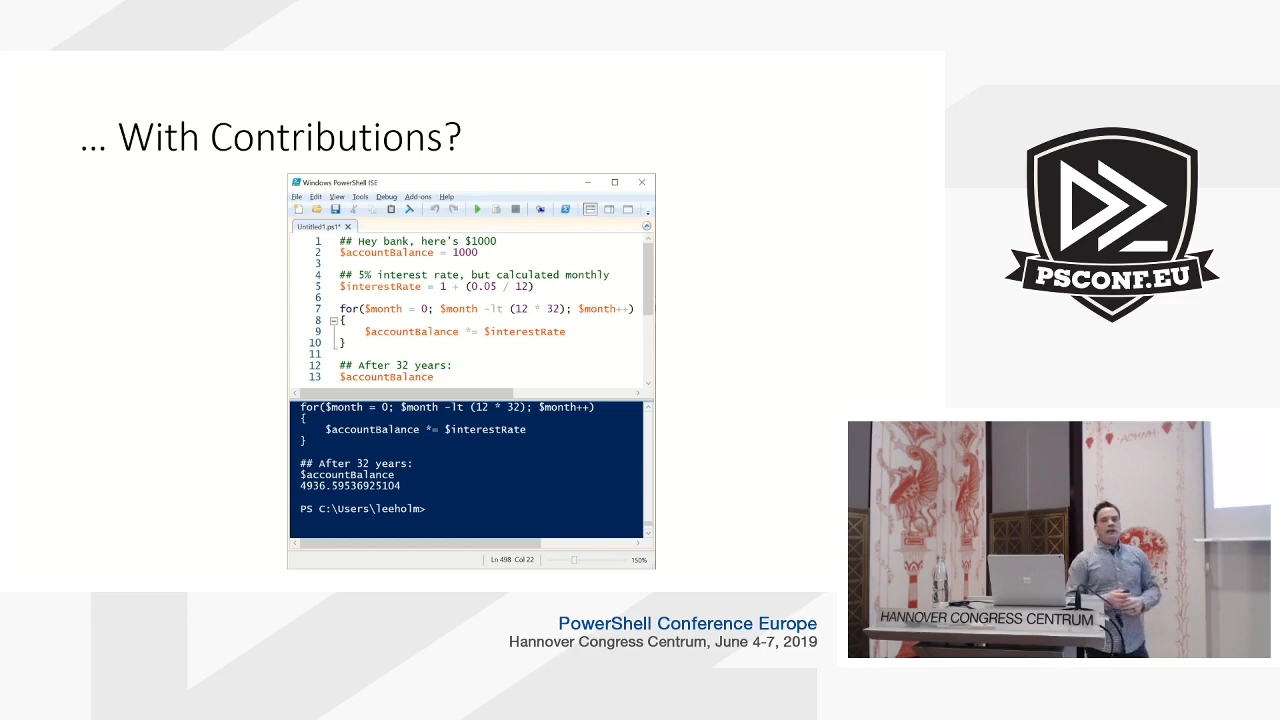 ... With Contributions?
Windows PowerShell ISE
File Edit View Tools Debug Add-ons Help
Untitled1.ps1* X
1 ## Hey bank, here's $1000
2 $accountBalance = 1000
3
4 ## 5% interest rate, but calculated monthly
5 $interestRate = 1 + (0.05 / 12)
6
7 for($month = 0; $month -lt (12 * 32); $month++)
8 {
9 $accountBalance *= $interestRate
10 }
11
12 ## After 32 years:
13 $accountBalance
for($month = 0; $month -lt (12 * 32); $month++)
{
$accountBalance *= $interestRate
}
## After 32 years:
$accountBalance
4936.59536925104
PS C:\Users\leeholm>
Ln 498 Col 22 150%
PSCONF.EU
HANNOVER CONGRESS CENTRUM
PowerShell Conference Europe
Hannover Congress Centrum, June 4-7, 2019